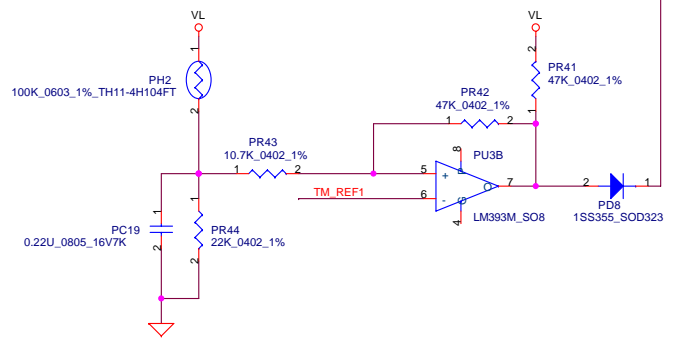 VL
VL
1
2
PH2
100K_0603_1%_TH11-4H104FT
2
PR41
47K_0402_1%
1
PR42
47K_0402_1%
1
2
PR43
10.7K_0402_1%
1
2
PU3B
8
P
5
+
6
-
O
7
G
4
TM_REF1
LM393M_SO8
2
1
PD8
1SS355_SOD323
1
PC19
0.22U_0805_16V7K
2
1
PR44
22K_0402_1%
2